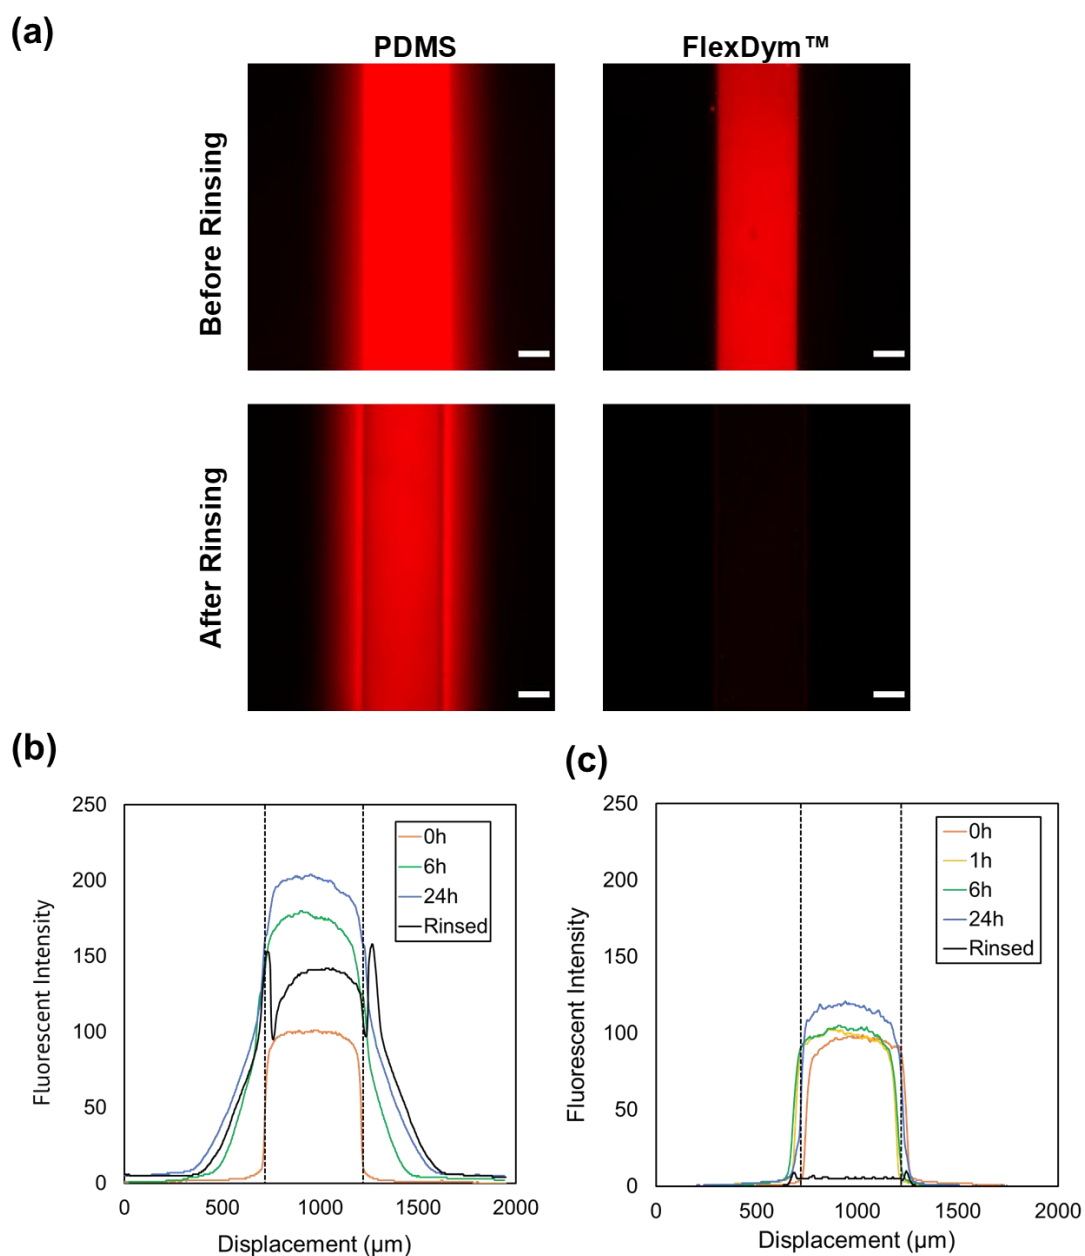 (a)
PDMS
FlexDym™
Before Rinsing
After Rinsing
(b)
250
200
150
100
50
0
0
500
1000
1500
2000
Fluorescent Intensity
Displacement (µm)
0h
6h
24h
Rinsed
(c)
250
200
150
100
50
0
0
500
1000
1500
2000
Fluorescent Intensity
Displacement (µm)
0h
1h
6h
24h
Rinsed